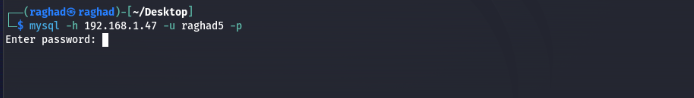 ┌──(raghad㉿raghad)-[~/Desktop]
└─$ mysql -h 192.168.1.47 -u raghad5 -p
Enter password: